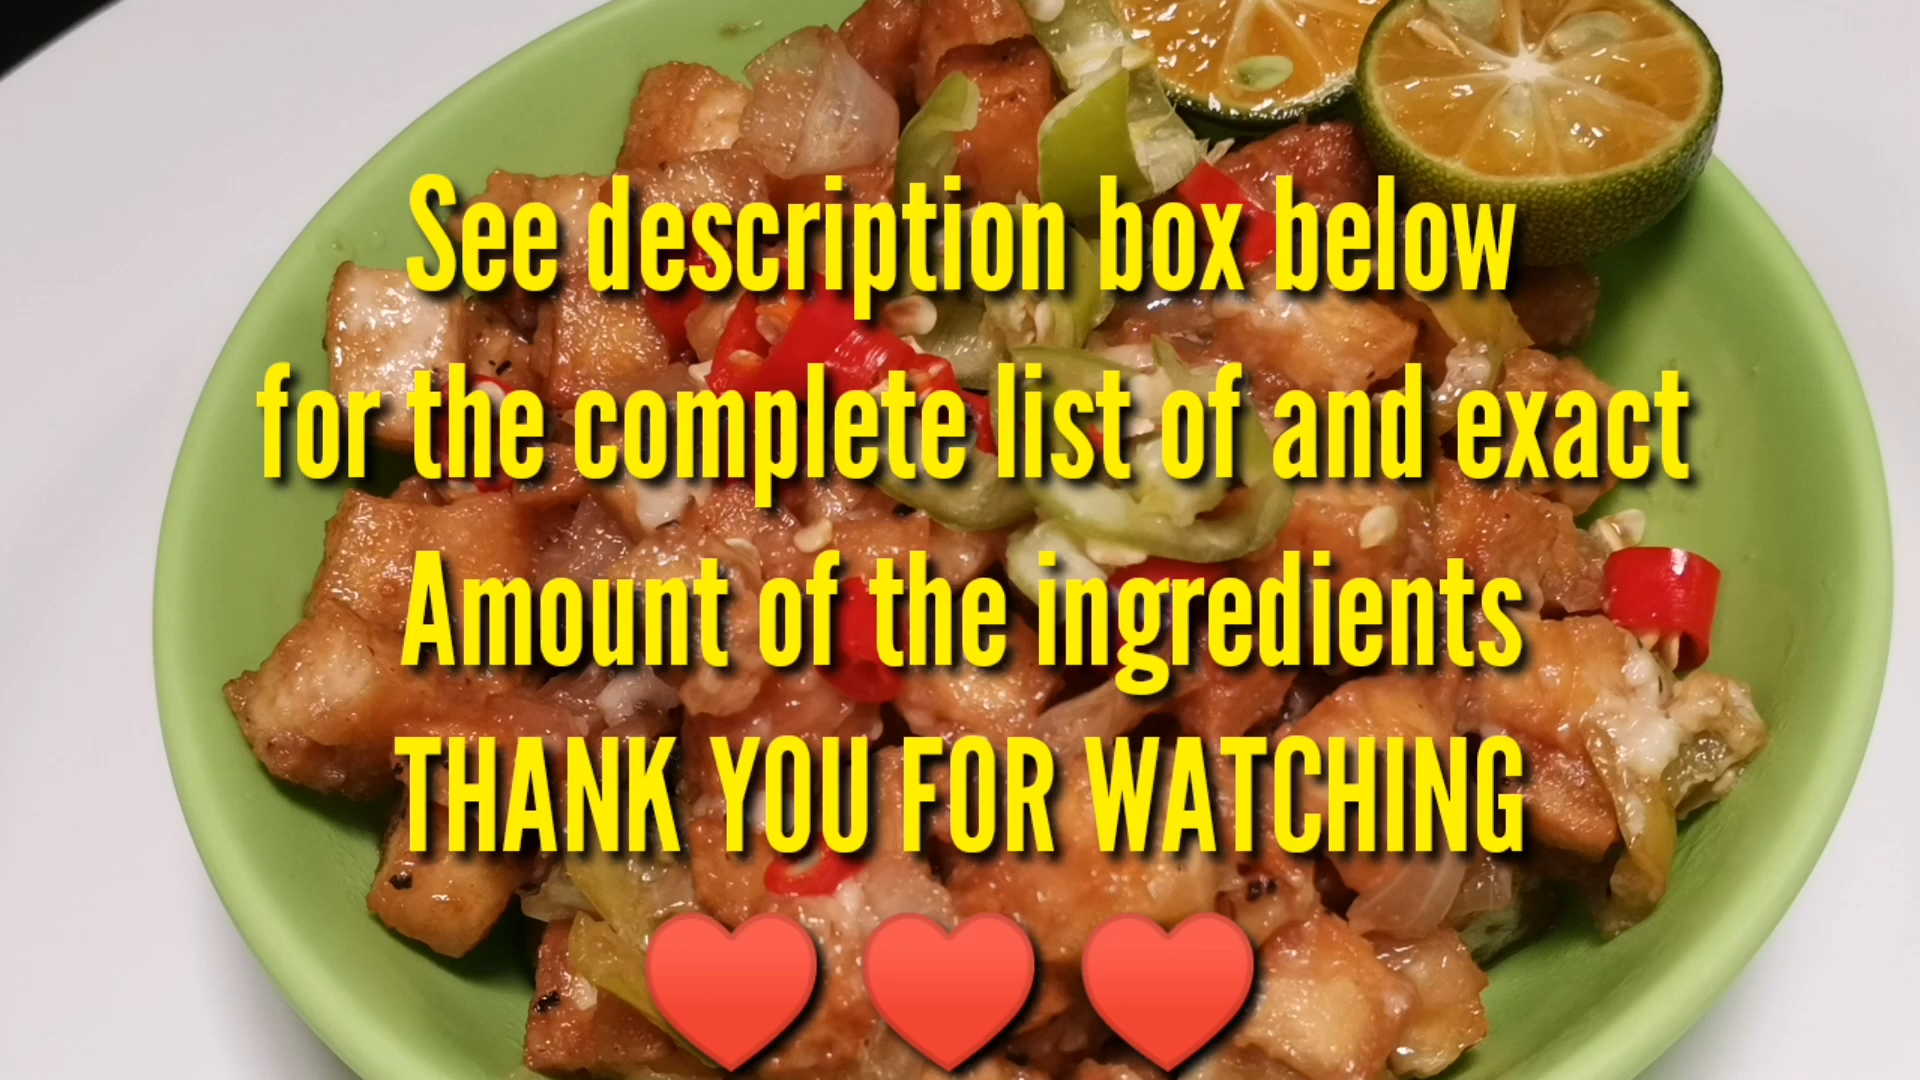 See description box below
for the complete list of and exact
Amount of the ingredients
THANK YOU FOR WATCHING